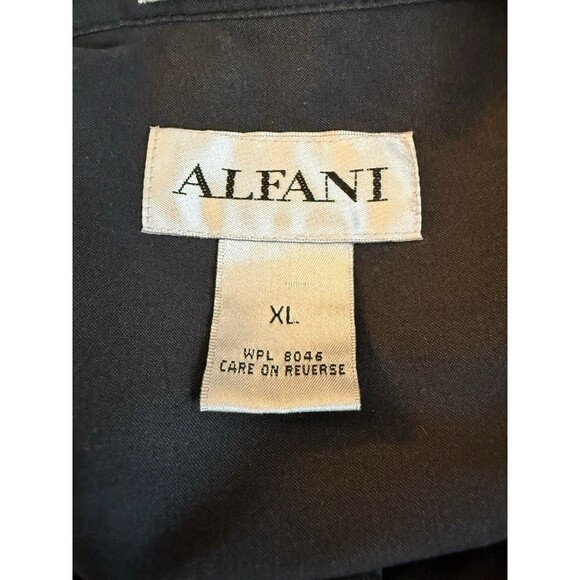 ALFANI
XL
WPL 8046
CARE ON REVERSE